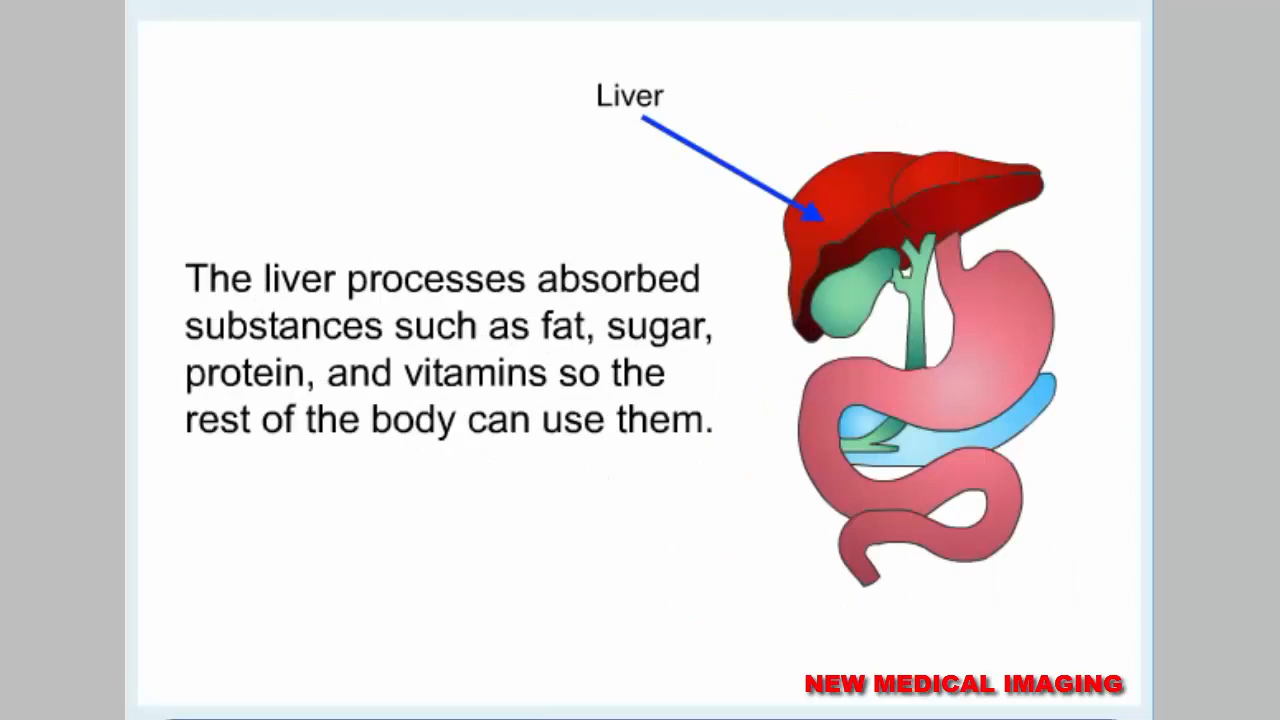 Liver
The liver processes absorbed
substances such as fat, sugar,
protein, and vitamins so the
rest of the body can use them.
NEW MEDICAL IMAGING